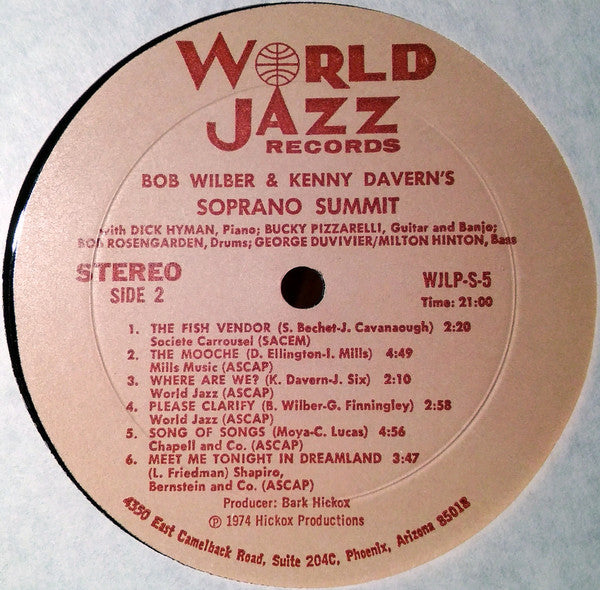 WORLD
JAZZ
RECORDS
BOB WILBER & KENNY DAVERN'S
SOPRANO SUMMIT
with DICK HYMAN, Piano; BUCKY PIZZARELLI, Guitar and Banjo;
BOB ROSENGARDEN, Drums; GEORGE DUVIVIER/MILTON HINTON, Bass
STEREO
SIDE 2
WJLP-S-5
Time: 21:00
1. THE FISH VENDOR (S. Bechet-J. Cavanaough) 2:20
Societe Carrousel (SACEM)
2. THE MOOCHE (D. Ellington-I. Mills) 4:49
Mills Music (ASCAP)
3. WHERE ARE WE? (K. Davern-J. Six) 2:10
World Jazz (ASCAP)
4. PLEASE CLARIFY (B. Wilber-G. Finningley) 2:58
World Jazz (ASCAP)
5. SONG OF SONGS (Moya-C. Lucas) 4:56
Chapell and Co. (ASCAP)
6. MEET ME TONIGHT IN DREAMLAND 3:47
(L. Friedman) Shapiro,
Bernstein and Co. (ASCAP)
Producer: Bark Hickox
℗ 1974 Hickox Productions
4350 East Camelback Road, Suite 204C, Phoenix, Arizona 85018